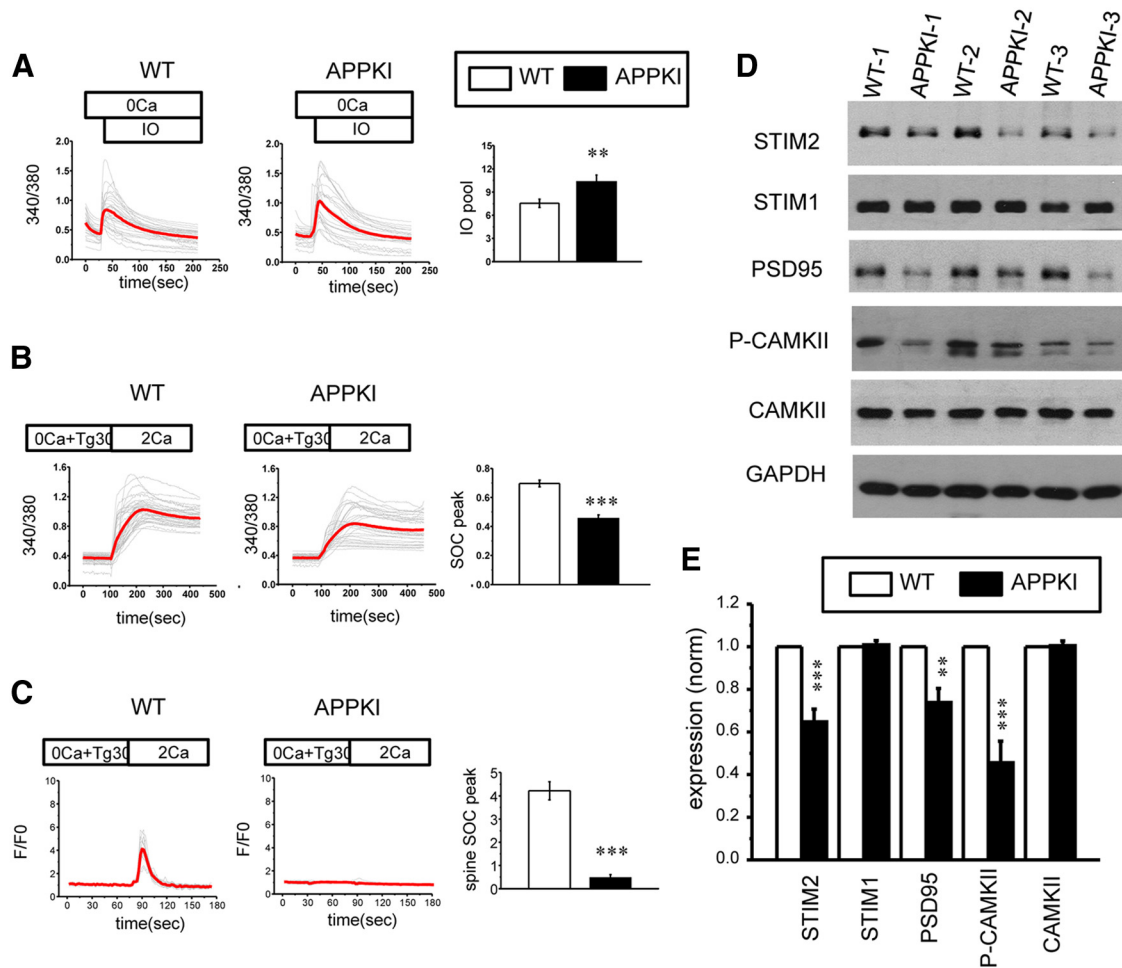 A
WT
APPKI
WT APPKI
0Ca
IO
0Ca
IO
340/380
2.0
1.6
1.2
0.8
0.4
0.0
0 50 100 150 200 250
time(sec)
340/380
2.0
1.6
1.2
0.8
0.4
0.0
0 50 100 150 200 250
time(sec)
IO pool
15
12
9
6
3
0
**
B
WT
APPKI
0Ca+Tg30
2Ca
0Ca+Tg30
2Ca
340/380
1.6
1.2
0.8
0.4
0.0
0 100 200 300 400 500
time(sec)
340/380
1.6
1.2
0.8
0.4
0.0
0 100 200 300 400 500
time(sec)
SOC peak
0.8
0.6
0.4
0.2
0.0
***
C
WT
APPKI
0Ca+Tg30
2Ca
0Ca+Tg30
2Ca
F/F0
10
8
6
4
2
0
0 30 60 90 120 150 180
time(sec)
F/F0
10
8
6
4
2
0
0 30 60 90 120 150 180
time(sec)
spine SOC peak
5
4
3
2
1
0
***
D
WT-1 APPKI-1 WT-2 APPKI-2 WT-3 APPKI-3
STIM2
STIM1
PSD95
P-CAMKII
CAMKII
GAPDH
E
WT APPKI
expression (norm)
1.2
1.0
0.8
0.6
0.4
0.2
0.0
***
**
***
STIM2
STIM1
PSD95
P-CAMKII
CAMKII